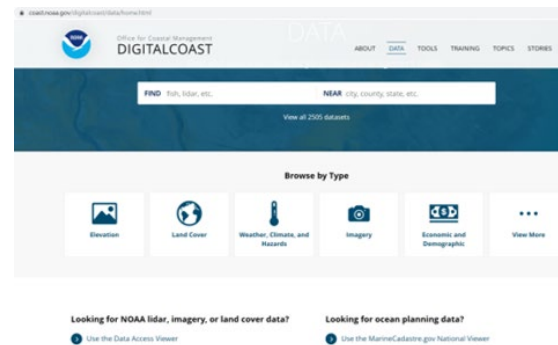 coast.noaa.gov/digitalcoast/data/home.html
DATA
NOAA
Office for Coastal Management
DIGITALCOAST
ABOUT DATA TOOLS TRAINING TOPICS STORIES
FIND fish, lidar, etc. NEAR city, county, state, etc.
View all 2505 datasets
Browse by Type
Elevation
Land Cover
Weather, Climate, and
Hazards
Imagery
Economic and
Demographic
View More
Looking for NOAA lidar, imagery, or land cover data?
Use the Data Access Viewer
Looking for ocean planning data?
Use the MarineCadastre.gov National Viewer